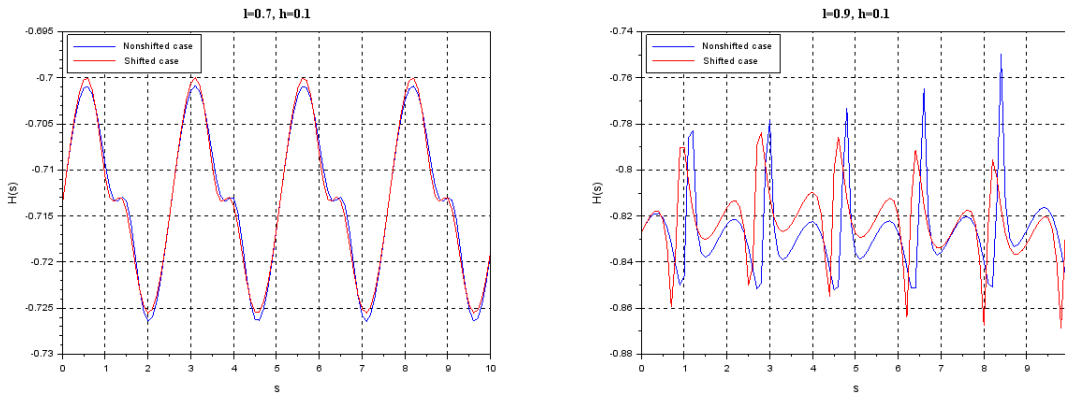 l=0.7, h=0.1
-0.695
Nonshifted case
Shifted case
-0.7
-0.705
-0.71
-0.715
-0.72
-0.725
-0.73
H(s)
0 1 2 3 4 5 6 7 8 9 10
s
l=0.9, h=0.1
-0.74
Nonshifted case
Shifted case
-0.76
-0.78
-0.8
-0.82
-0.84
-0.86
-0.88
H(s)
0 1 2 3 4 5 6 7 8 9
s